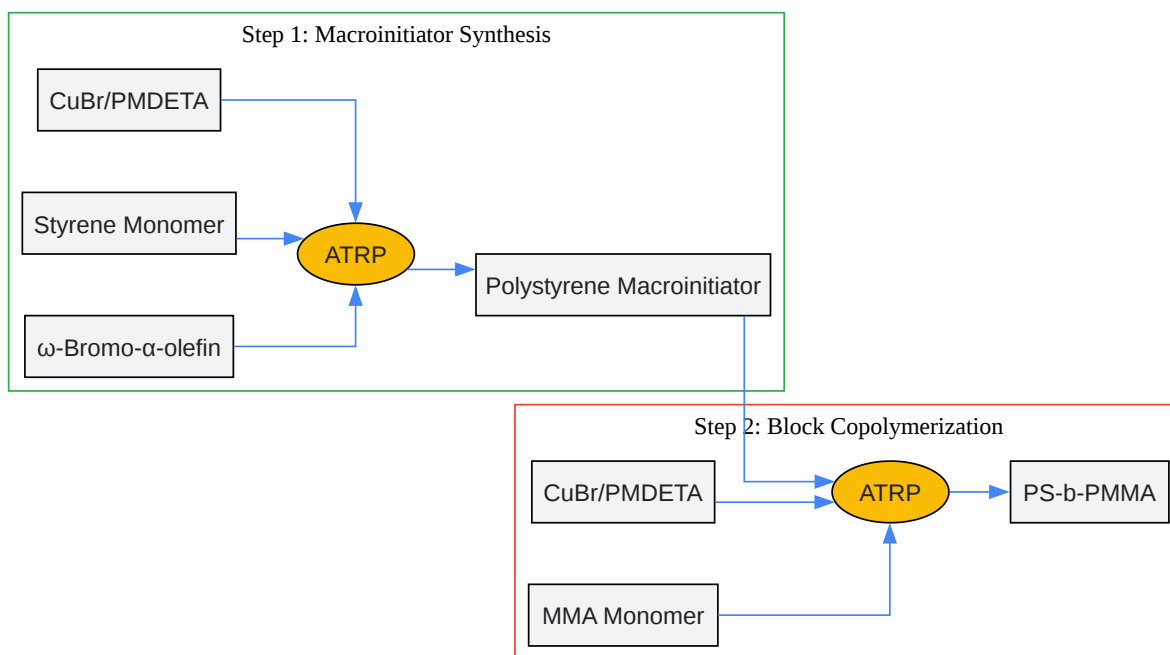 Step 1: Macroinitiator Synthesis
CuBr/PMDETA
Styrene Monomer
ATRP
Polystyrene Macroinitiator
ω-Bromo-α-olefin
Step 2: Block Copolymerization
CuBr/PMDETA
ATRP
PS-b-PMMA
MMA Monomer